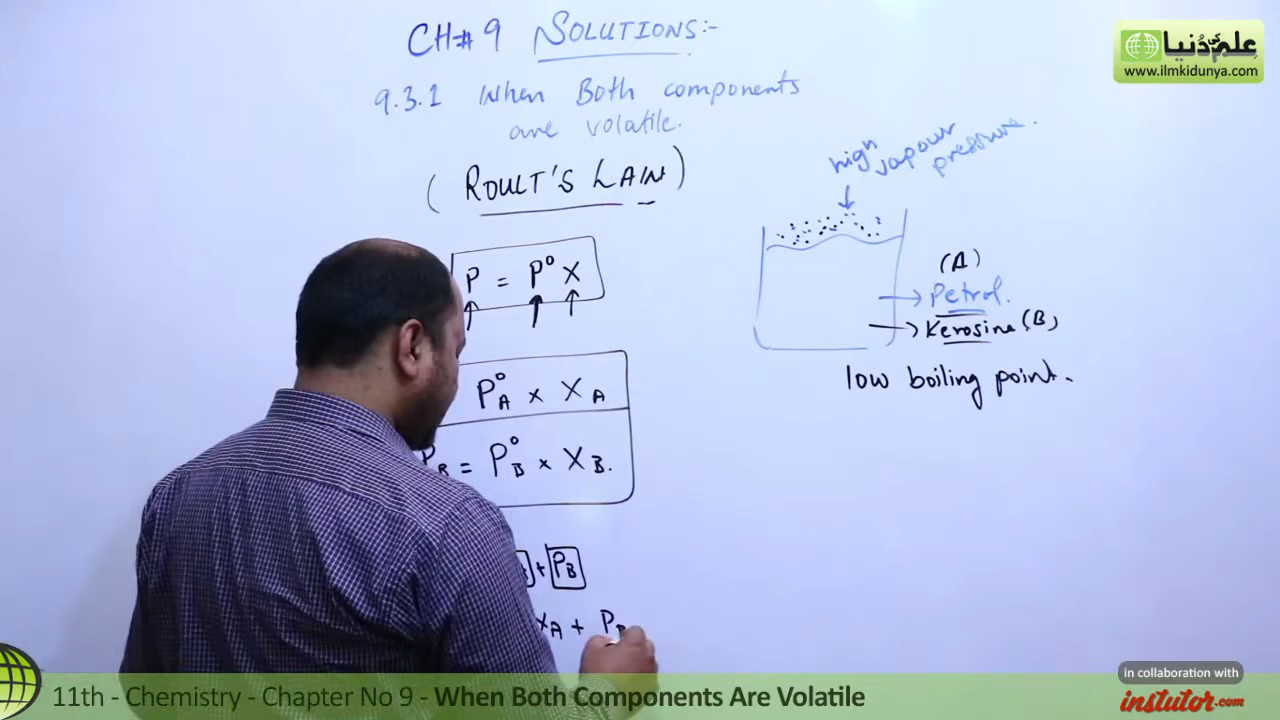 CH# 9 SOLUTIONS:-
9.3.1 When Both components
are volatile.
(ROULT'S LAW)
P = P° X
P°A × XA
PB = P°B × XB.
+ PB
XA + PB
high vapour
pressure.
(A)
Petrol.
Kerosine (B)
low boiling point.
علم کی دُنیا
www.ilmkidunya.com
in collaboration with
instutor.com
11th - Chemistry - Chapter No 9 - When Both Components Are Volatile